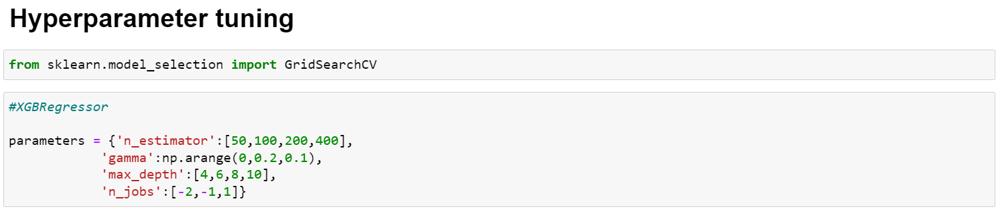 Hyperparameter tuning
from sklearn.model_selection import GridSearchCV
#XGBRegressor
parameters = {'n_estimator':[50,100,200,400],
'gamma':np.arange(0,0.2,0.1),
'max_depth':[4,6,8,10],
'n_jobs':[-2,-1,1]}